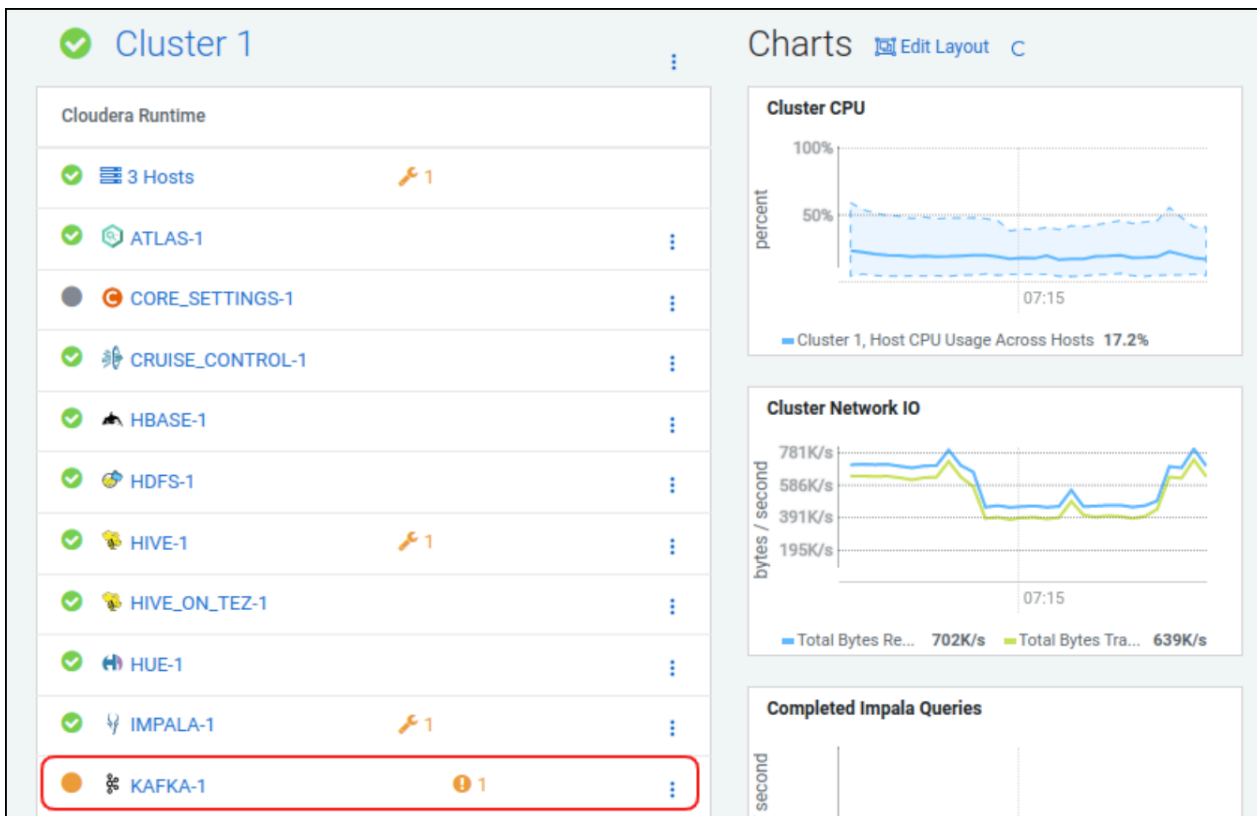 Cluster 1
Cloudera Runtime
3 Hosts 1
ATLAS-1
CORE_SETTINGS-1
CRUISE_CONTROL-1
HBASE-1
HDFS-1
HIVE-1 1
HIVE_ON_TEZ-1
HUE-1
IMPALA-1 1
KAFKA-1 1
Charts Edit Layout
Cluster CPU
percent
100%
50%
07:15
Cluster 1, Host CPU Usage Across Hosts 17.2%
Cluster Network IO
bytes / second
781K/s
586K/s
391K/s
195K/s
07:15
Total Bytes Re... 702K/s Total Bytes Tra... 639K/s
Completed Impala Queries
second